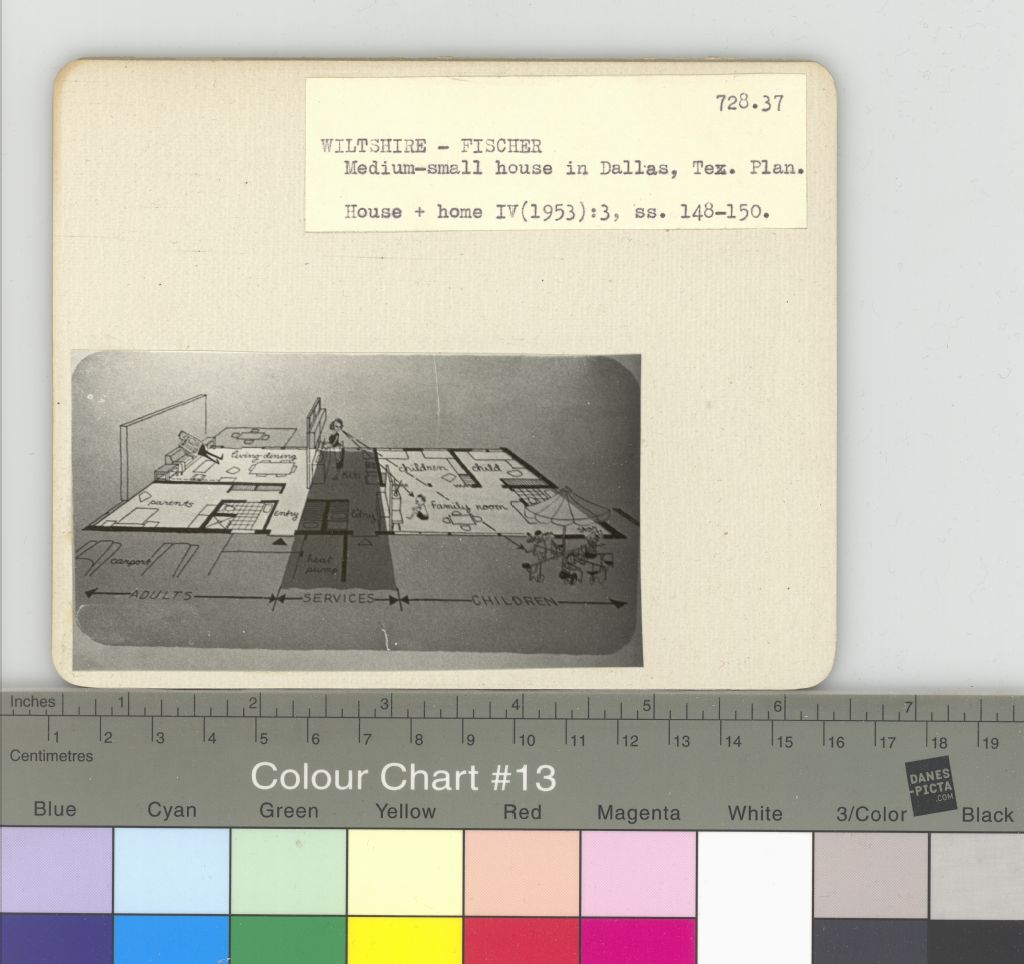 728.37
WILTSHIRE - FISCHER
Medium-small house in Dallas, Tex. Plan.
House + home IV(1953):3, ss. 148-150.
living-dining
children
child
kit
parents
entry
ldry
family room
carport
heat
pump
ADULTS
SERVICES
CHILDREN
Inches 1 2 3 4 5 6 7
1 2 3 4 5 6 7 8 9 10 11 12 13 14 15 16 17 18 19
Centimetres
Colour Chart #13
DANES
-PICTA
.COM
Blue Cyan Green Yellow Red Magenta White 3/Color Black